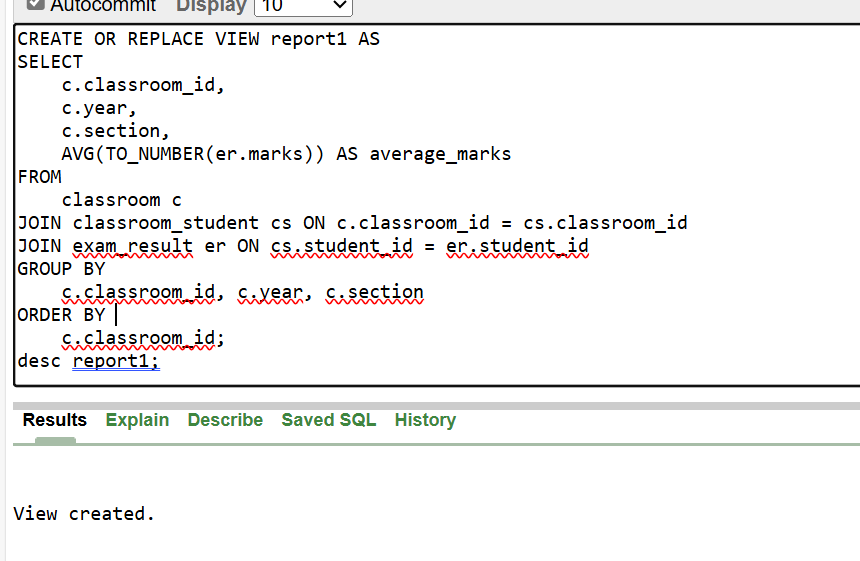 Autocommit Display 10
CREATE OR REPLACE VIEW report1 AS
SELECT
    c.classroom_id,
    c.year,
    c.section,
    AVG(TO_NUMBER(er.marks)) AS average_marks
FROM
    classroom c
JOIN classroom_student cs ON c.classroom_id = cs.classroom_id
JOIN exam_result er ON cs.student_id = er.student_id
GROUP BY
    c.classroom_id, c.year, c.section
ORDER BY
    c.classroom_id;
desc report1;
Results Explain Describe Saved SQL History
View created.